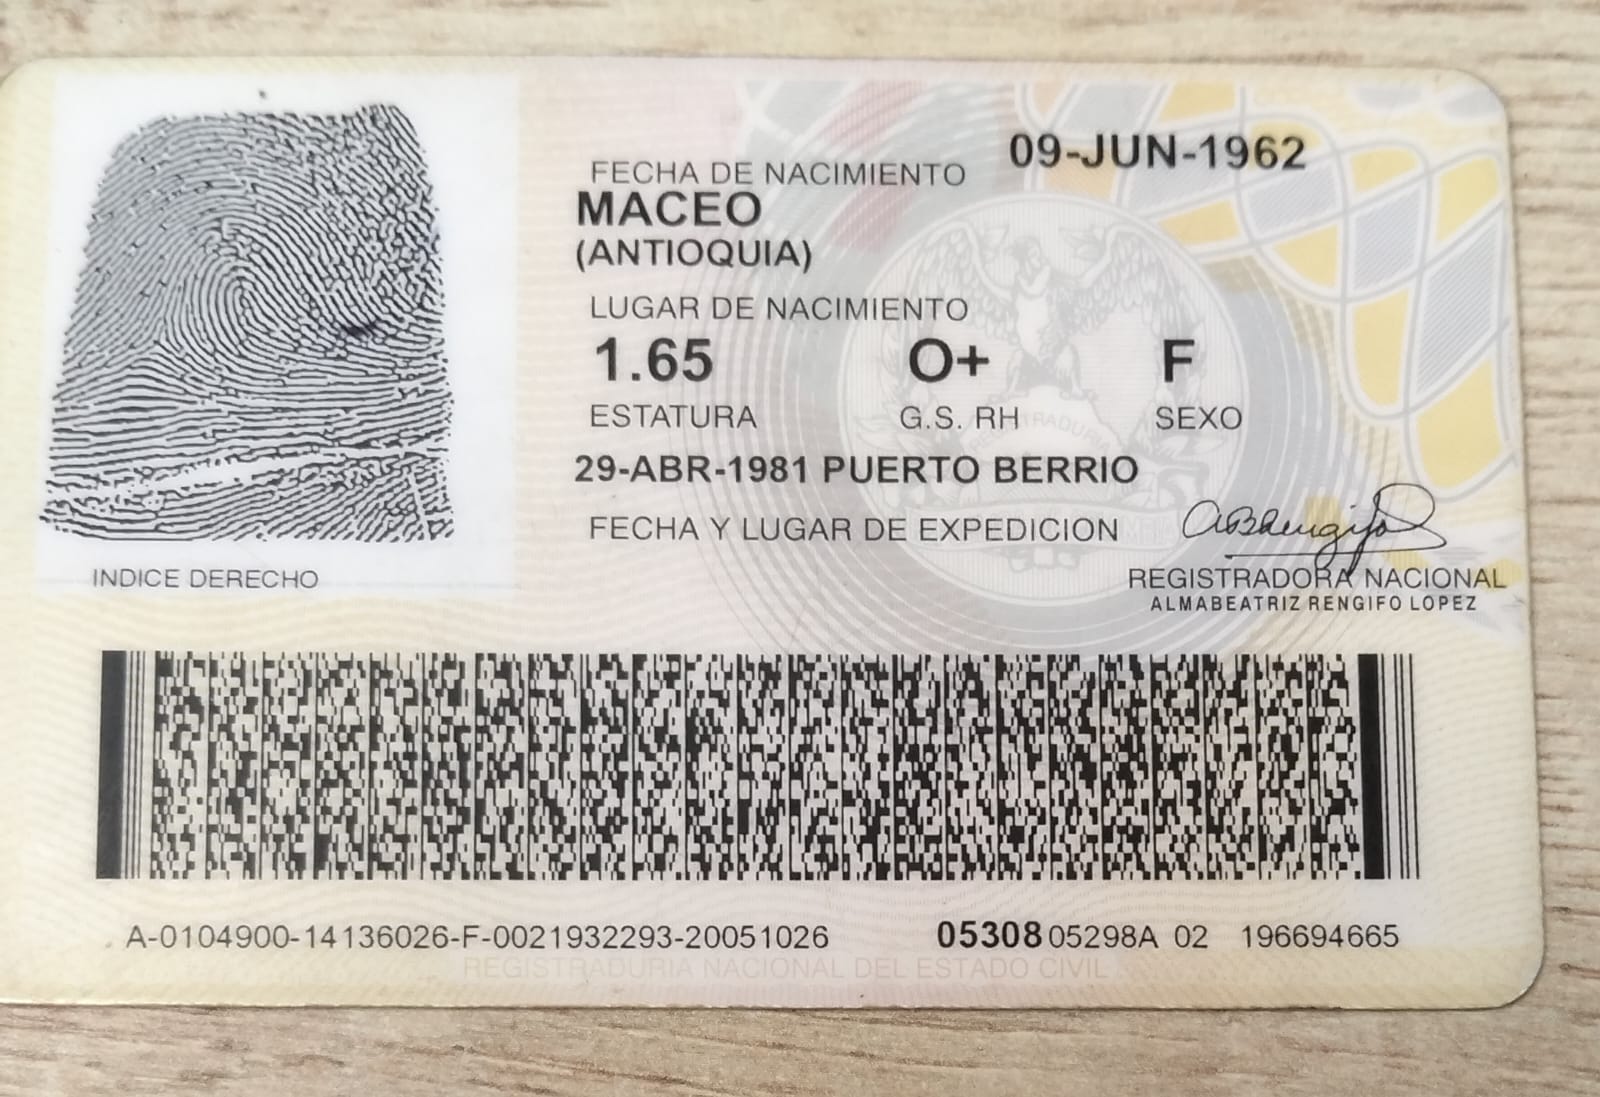 09-JUN-1962
FECHA DE NACIMIENTO
MACEO
(ANTIOQUIA)
LUGAR DE NACIMIENTO
1.65 O+ F
ESTATURA G.S. RH SEXO
29-ABR-1981 PUERTO BERRIO
FECHA Y LUGAR DE EXPEDICION
INDICE DERECHO
REGISTRADORA NACIONAL
ALMABEATRIZ RENGIFO LOPEZ
A-0104900-14136026-F-0021932293-20051026 05308 05298A 02 196694665
REGISTRADURIA NACIONAL DEL ESTADO CIVIL